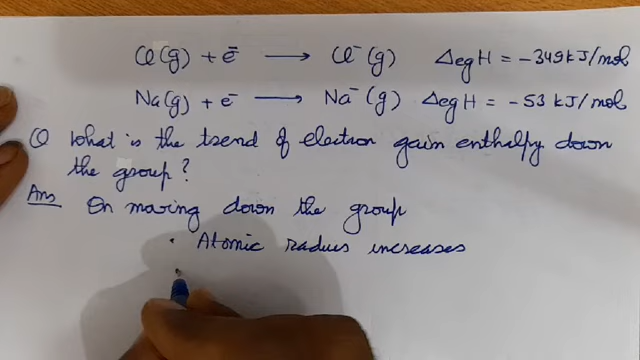 Cl(g) + e⁻ ⟶ Cl⁻(g) ΔegH = -349 kJ/mol
Na(g) + e⁻ ⟶ Na⁻(g) ΔegH = -53 kJ/mol
Q What is the trend of electron gain enthalpy down
the group?
Ans On moving down the group
• Atomic radius increases